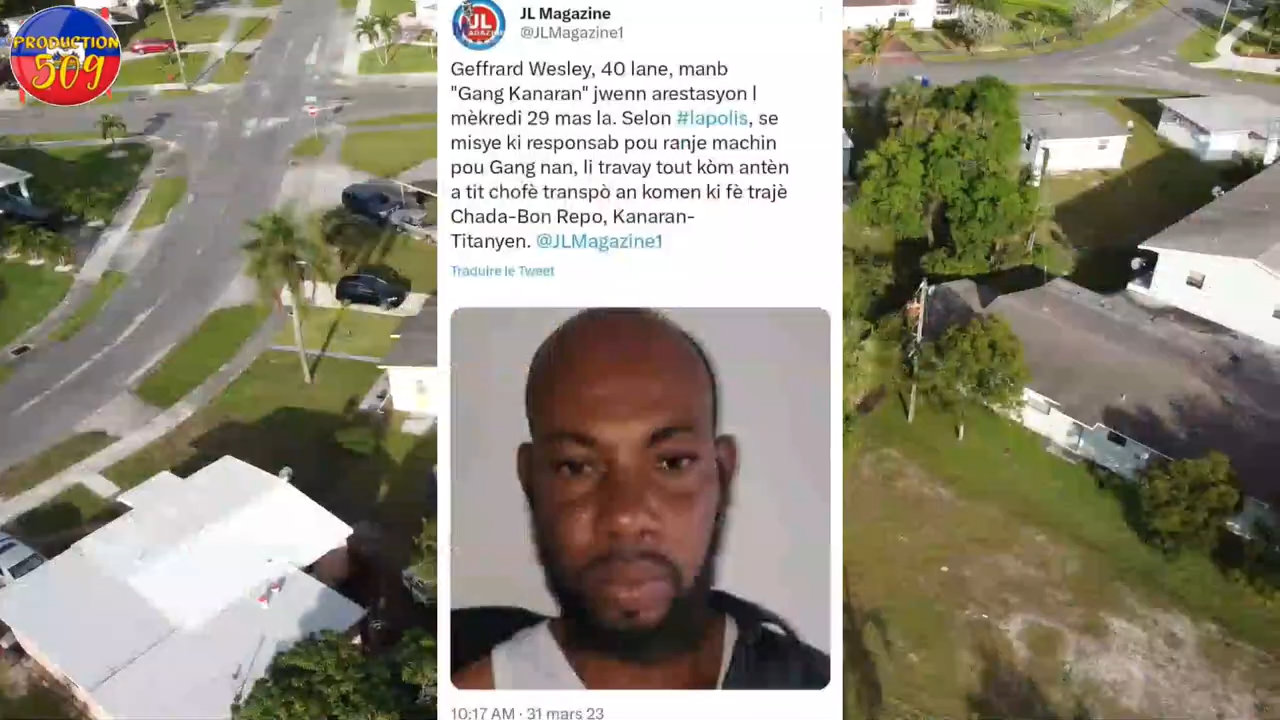 PRODUCTION
509
JL
MAGAZINE
JL Magazine
@JLMagazine1
Geffrard Wesley, 40 lane, manb
"Gang Kanaran" jwenn arestasyon l
mèkredi 29 mas la. Selon #lapolis, se
misye ki responsab pou ranje machin
pou Gang nan, li travay tout kòm antèn
a tit chofè transpò an komen ki fè trajè
Chada-Bon Repo, Kanaran-
Titanyen. @JLMagazine1
Traduire le Tweet
10:17 AM · 31 mars 23